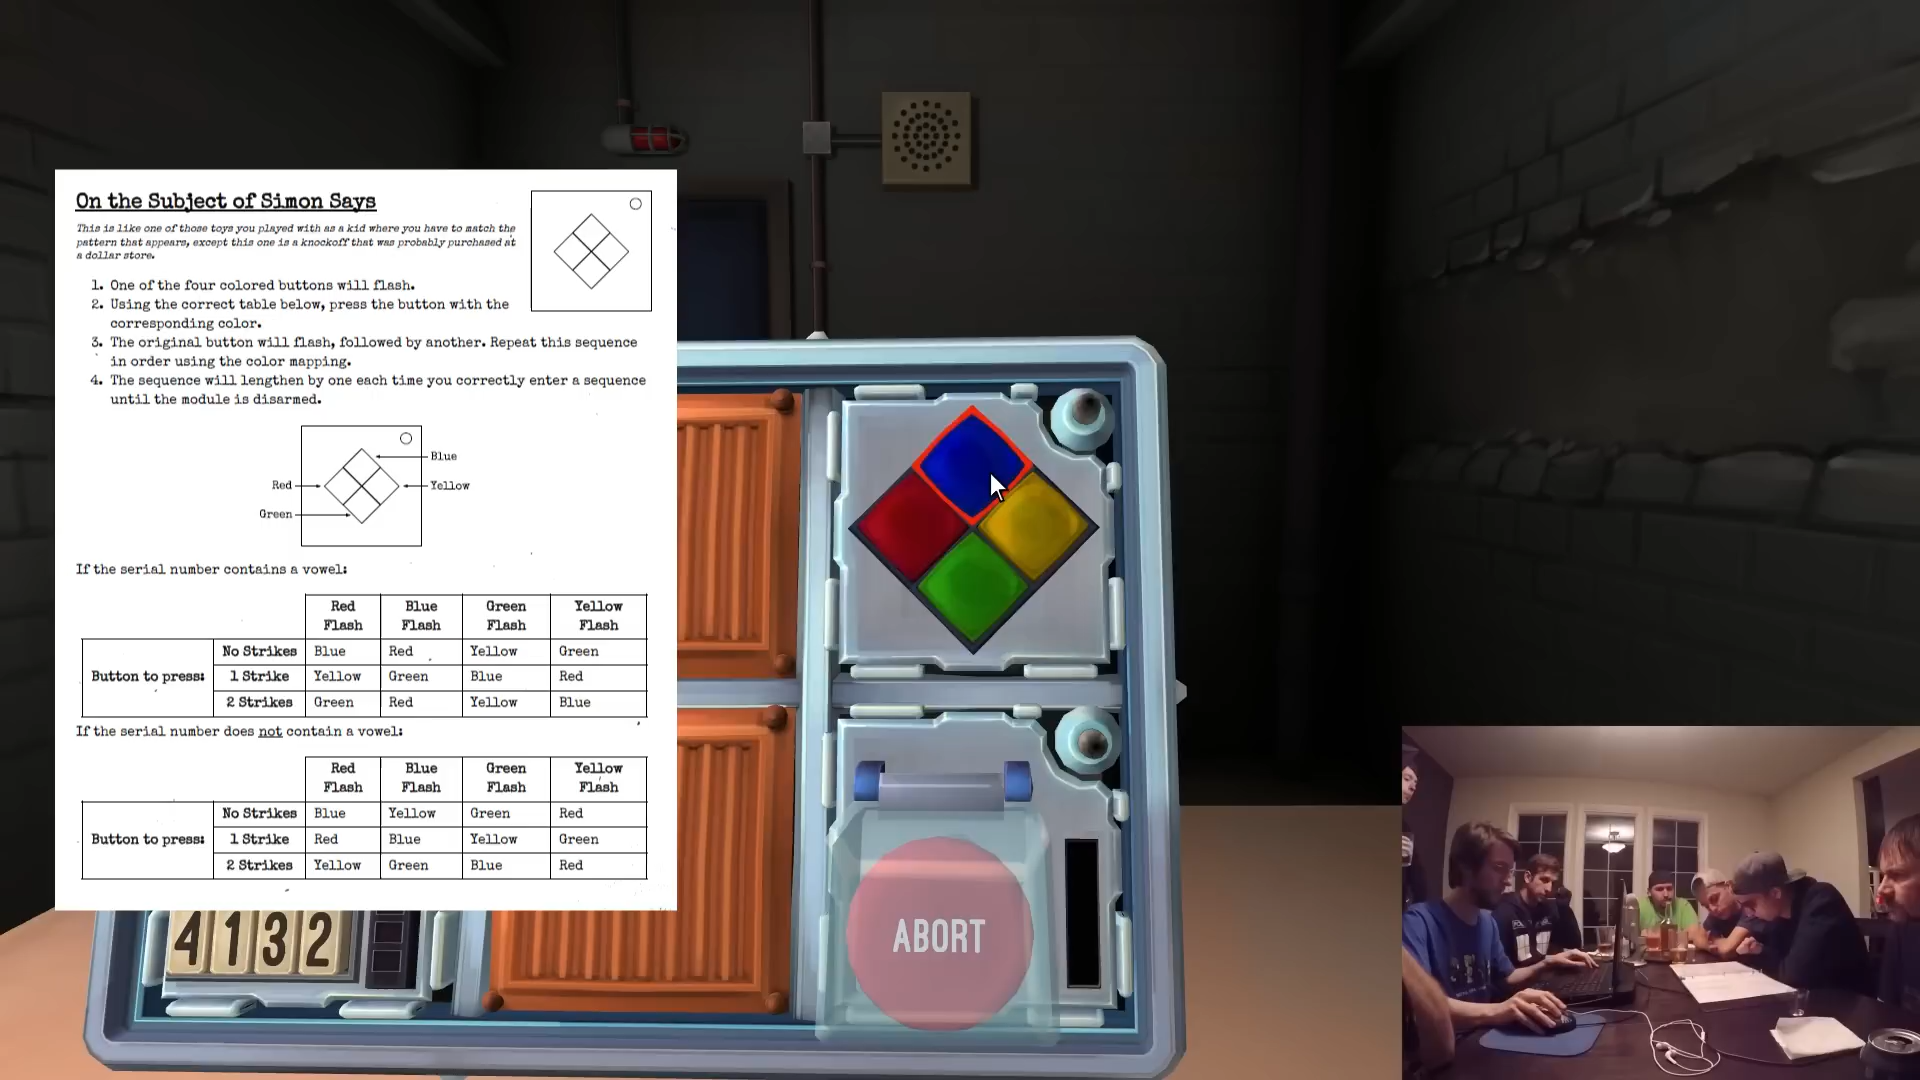 On the Subject of Simon Says
This is like one of those toys you played with as a kid where you have to match the
pattern that appears, except this one is a knockoff that was probably purchased at
a dollar store.
1. One of the four colored buttons will flash.
2. Using the correct table below, press the button with the
corresponding color.
3. The original button will flash, followed by another. Repeat this sequence
in order using the color mapping.
4. The sequence will lengthen by one each time you correctly enter a sequence
until the module is disarmed.
Blue
Red
Yellow
Green
If the serial number contains a vowel:
Red Flash Blue Flash Green Flash Yellow Flash
Button to press:
No Strikes Blue Red Yellow Green
1 Strike Yellow Green Blue Red
2 Strikes Green Red Yellow Blue
If the serial number does not contain a vowel:
Red Flash Blue Flash Green Flash Yellow Flash
Button to press:
No Strikes Blue Yellow Green Red
1 Strike Red Blue Yellow Green
2 Strikes Yellow Green Blue Red
4132
ABORT